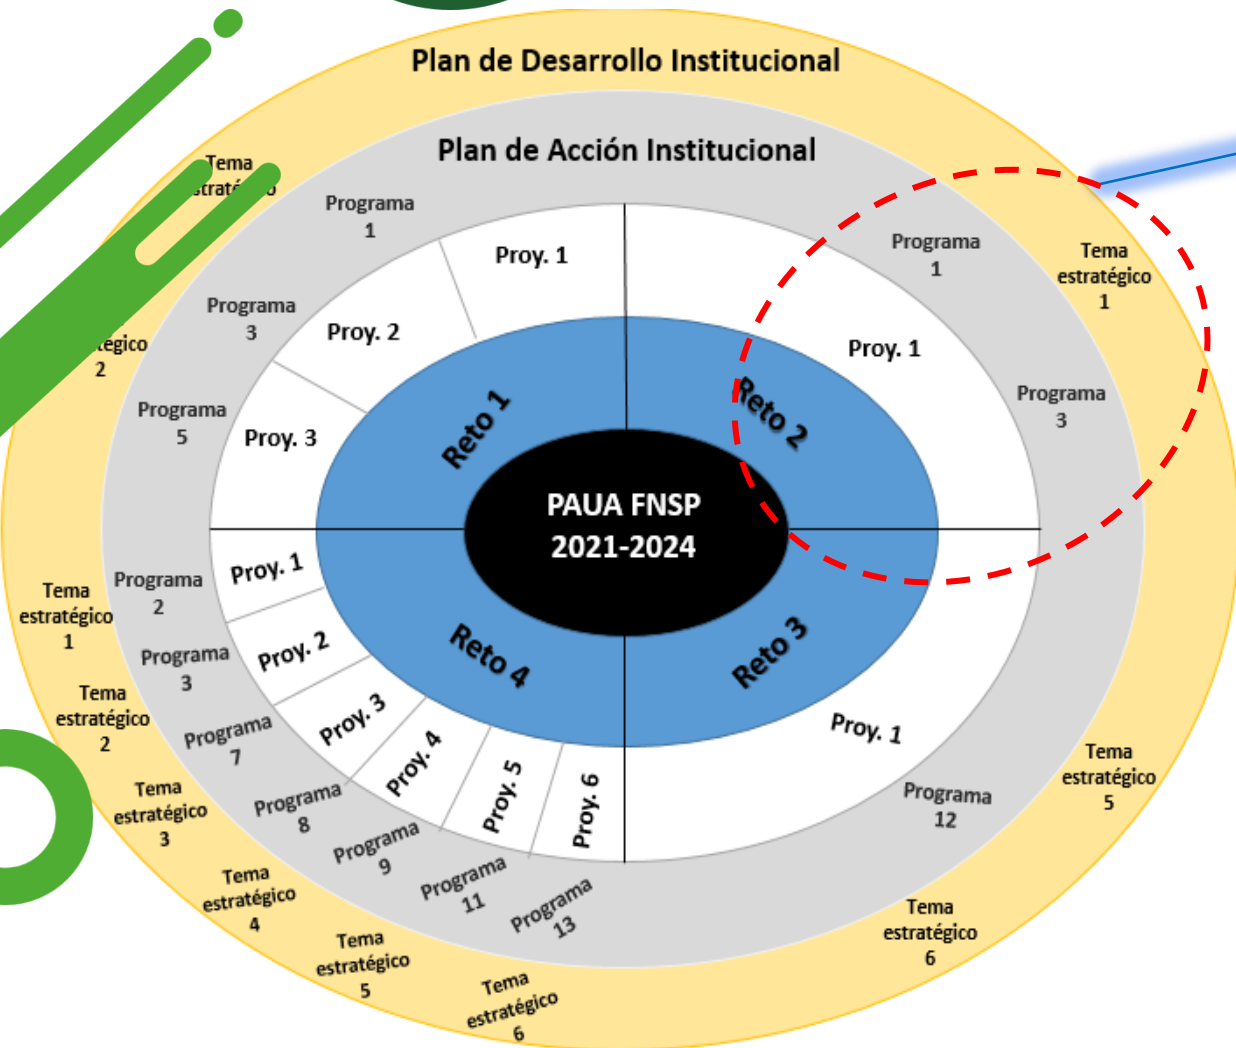 Plan de Desarrollo Institucional
Plan de Acción Institucional
Tema
Programa
1
Proy. 1
Programa
1
Tema
estratégico
1
Programa
3
Proy. 2
Proy. 1
2
Programa
5
Proy. 3
Reto 1
Reto 2
Programa
3
PAUA FNSP
2021-2024
Proy. 1
Programa
2
Tema
estratégico
1
Proy. 2
Programa
3
Reto 4
Reto 3
Tema
estratégico
2
Proy. 3
Programa
7
Proy. 4
Proy. 5
Proy. 6
Proy. 1
Tema
estratégico
3
Programa
8
Programa
9
Programa
11
Programa
13
Programa
12
Tema
estratégico
5
Tema
estratégico
4
Tema
estratégico
5
Tema
estratégico
6
Tema
estratégico
6